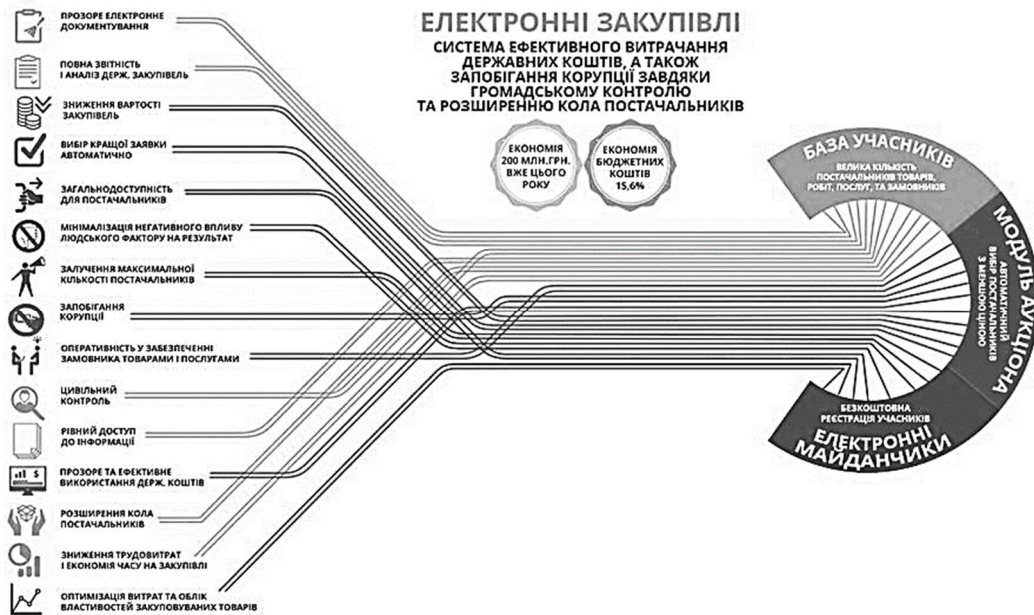 ЕЛЕКТРОННІ ЗАКУПІВЛІ
СИСТЕМА ЕФЕКТИВНОГО ВИТРАЧАННЯ
ДЕРЖАВНИХ КОШТІВ, А ТАКОЖ
ЗАПОБІГАННЯ КОРУПЦІЇ ЗАВДЯКИ
ГРОМАДСЬКОМУ КОНТРОЛЮ
ТА РОЗШИРЕННЮ КОЛА ПОСТАЧАЛЬНИКІВ
ЕКОНОМІЯ
200 МЛН.ГРН.
ВЖЕ ЦЬОГО
РОКУ
ЕКОНОМІЯ
БЮДЖЕТНИХ
КОШТІВ
15,6%
ПРОЗОРЕ ЕЛЕКТРОННЕ
ДОКУМЕНТУВАННЯ
ПОВНА ЗВІТНІСТЬ
І АНАЛІЗ ДЕРЖ. ЗАКУПІВЕЛЬ
ЗНИЖЕННЯ ВАРТОСТІ
ЗАКУПІВЕЛЬ
ВИБІР КРАЩОЇ ЗАЯВКИ
АВТОМАТИЧНО
ЗАГАЛЬНОДОСТУПНІСТЬ
ДЛЯ ПОСТАЧАЛЬНИКІВ
МІНІМАЛІЗАЦІЯ НЕГАТИВНОГО ВПЛИВУ
ЛЮДСЬКОГО ФАКТОРУ НА РЕЗУЛЬТАТ
ЗАЛУЧЕННЯ МАКСИМАЛЬНОЇ
КІЛЬКОСТІ ПОСТАЧАЛЬНИКІВ
ЗАПОБІГАННЯ
КОРУПЦІЇ
ОПЕРАТИВНІСТЬ У ЗАБЕЗПЕЧЕННІ
ЗАМОВНИКА ТОВАРАМИ І ПОСЛУГАМИ
ЦИВІЛЬНИЙ
КОНТРОЛЬ
РІВНИЙ ДОСТУП
ДО ІНФОРМАЦІЇ
ПРОЗОРЕ ТА ЕФЕКТИВНЕ
ВИКОРИСТАННЯ ДЕРЖ. КОШТІВ
РОЗШИРЕННЯ КОЛА
ПОСТАЧАЛЬНИКІВ
ЗНИЖЕННЯ ТРУДОВИТРАТ
І ЕКОНОМІЯ ЧАСУ НА ЗАКУПІВЛІ
ОПТИМІЗАЦІЯ ВИТРАТ ТА ОБЛІК
ВЛАСТИВОСТЕЙ ЗАКУПОВУВАНИХ ТОВАРІВ
БАЗА УЧАСНИКІВ
ВЕЛИКА КІЛЬКІСТЬ
ПОСТАЧАЛЬНИКІВ ТОВАРІВ,
РОБІТ, ПОСЛУГ, ТА ЗАМОВНИКІВ
МОДУЛЬ АУКЦІОНА
АВТОМАТИЧНИЙ
ВИБІР ПОСТАЧАЛЬНИКІВ
З МЕНШОЮ ЦІНОЮ
БЕЗКОШТОВНА
РЕЄСТРАЦІЯ УЧАСНИКІВ
ЕЛЕКТРОННІ
МАЙДАНЧИКИ